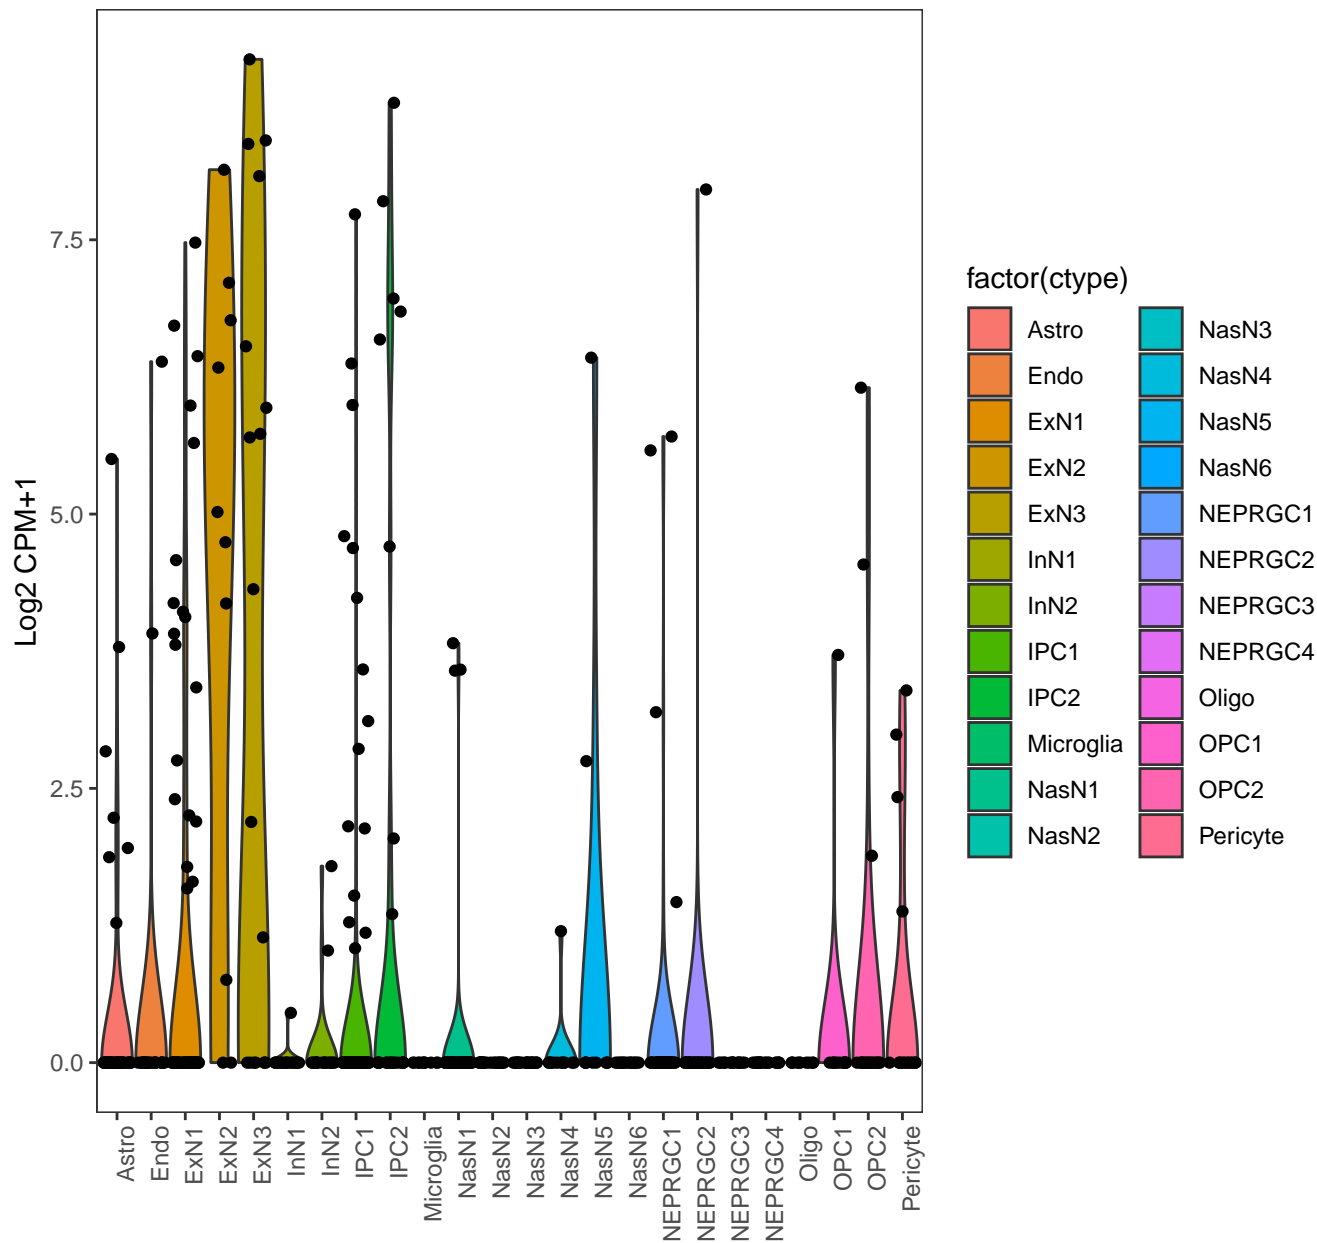 Log2 CPM+1
7.5
5.0
2.5
0.0
Astro
Endo
ExN1
ExN2
ExN3
InN1
InN2
IPC1
IPC2
Microglia
NasN1
NasN2
NasN3
NasN4
NasN5
NasN6
NEPRGC1
NEPRGC2
NEPRGC3
NEPRGC4
Oligo
OPC1
OPC2
Pericyte
factor(ctype)
Astro
Endo
ExN1
ExN2
ExN3
InN1
InN2
IPC1
IPC2
Microglia
NasN1
NasN2
NasN3
NasN4
NasN5
NasN6
NEPRGC1
NEPRGC2
NEPRGC3
NEPRGC4
Oligo
OPC1
OPC2
Pericyte